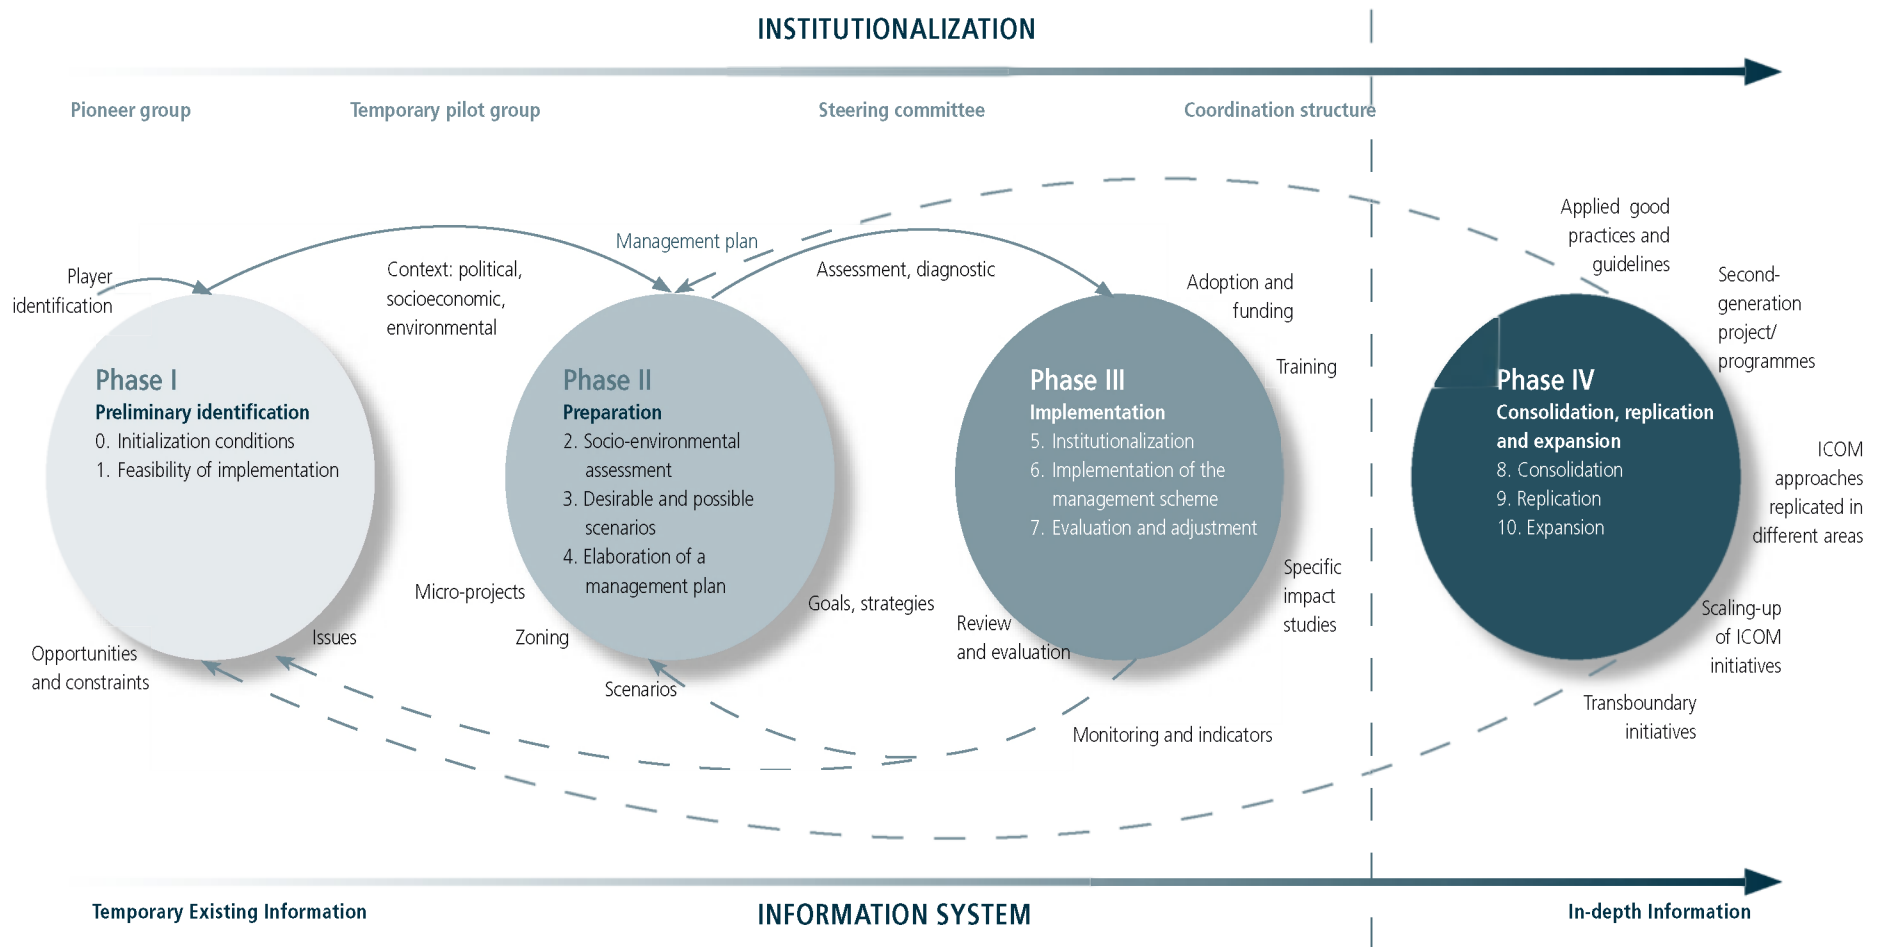 INSTITUTIONALIZATION
Pioneer group
Temporary pilot group
Steering committee
Coordination structure
Player
identification
Context: political,
socioeconomic,
environmental
Management plan
Assessment, diagnostic
Adoption and
funding
Training
Applied good
practices and
guidelines
Second-
generation
project/
programmes
Phase I
Preliminary identification
0. Initialization conditions
1. Feasibility of implementation
Phase II
Preparation
2. Socio-environmental
assessment
3. Desirable and possible
scenarios
4. Elaboration of a
management plan
Phase III
Implementation
5. Institutionalization
6. Implementation of the
management scheme
7. Evaluation and adjustment
Phase IV
Consolidation, replication
and expansion
8. Consolidation
9. Replication
10. Expansion
ICOM
approaches
replicated in
different areas
Opportunities
and constraints
Issues
Micro-projects
Zoning
Scenarios
Goals, strategies
Review
and evaluation
Specific
impact
studies
Monitoring and indicators
Scaling-up
of ICOM
initiatives
Transboundary
initiatives
Temporary Existing Information
INFORMATION SYSTEM
In-depth Information